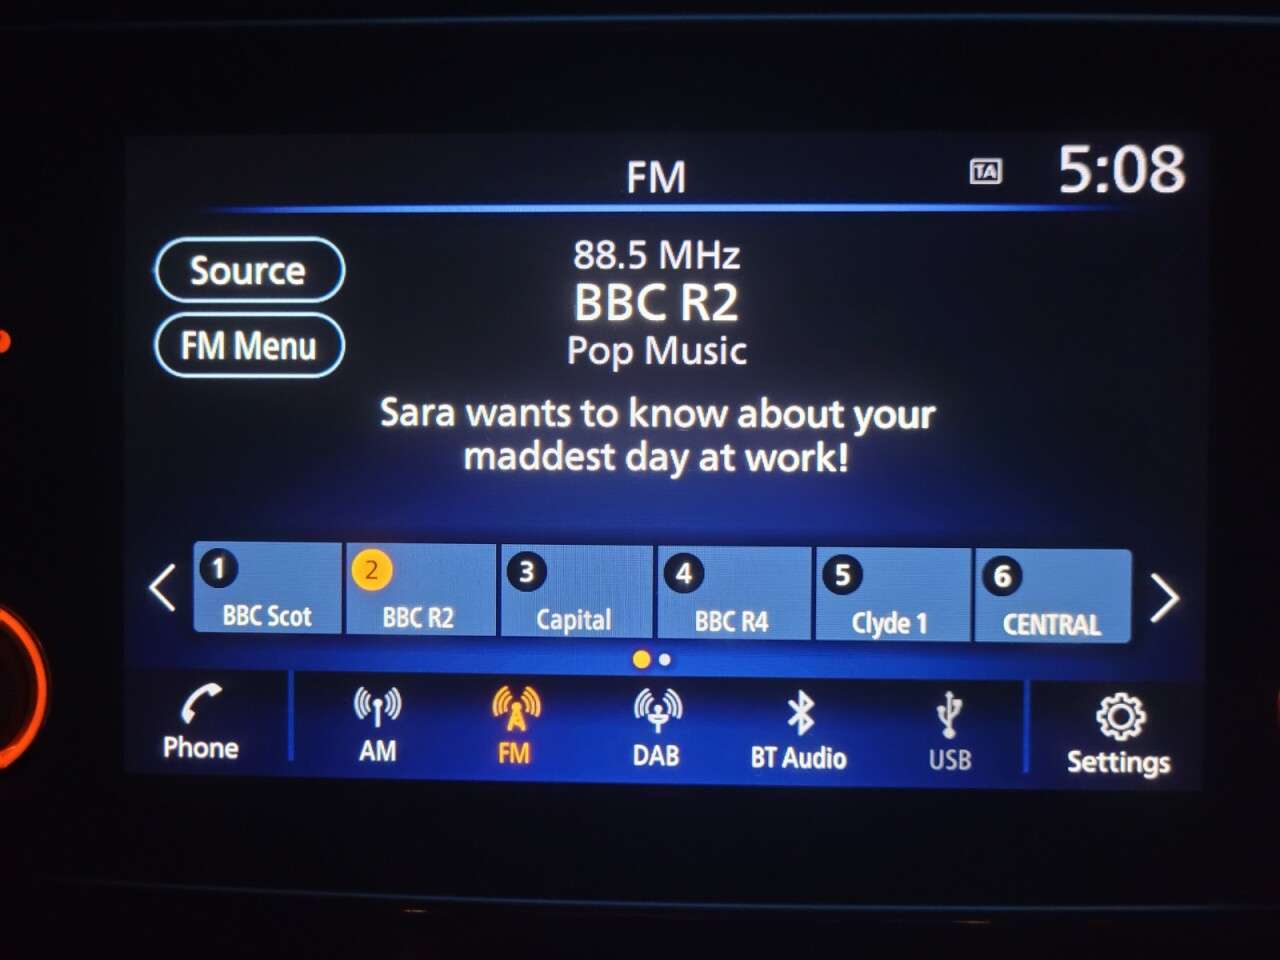 FM
TA
5:08
Source
FM Menu
88.5 MHz
BBC R2
Pop Music
Sara wants to know about your
maddest day at work!
1
BBC Scot
2
BBC R2
3
Capital
4
BBC R4
5
Clyde 1
6
CENTRAL
Phone
AM
FM
DAB
BT Audio
USB
Settings